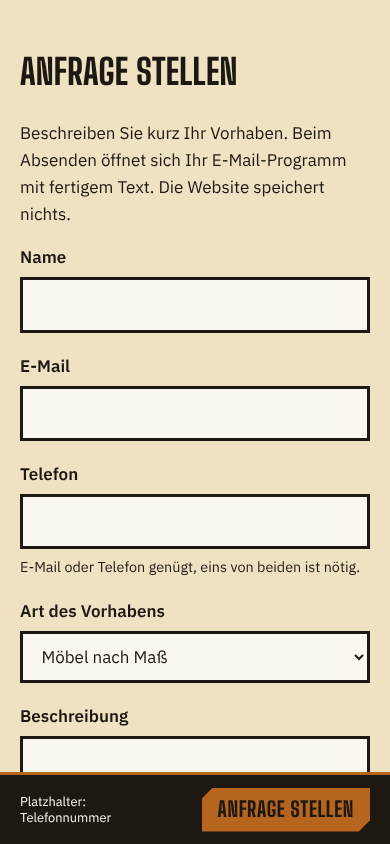 ANFRAGE STELLEN
Beschreiben Sie kurz Ihr Vorhaben. Beim
Absenden öffnet sich Ihr E-Mail-Programm
mit fertigem Text. Die Website speichert
nichts.
Name
E-Mail
Telefon
E-Mail oder Telefon genügt, eins von beiden ist nötig.
Art des Vorhabens
Möbel nach Maß
Beschreibung
Platzhalter:
Telefonnummer
ANFRAGE STELLEN